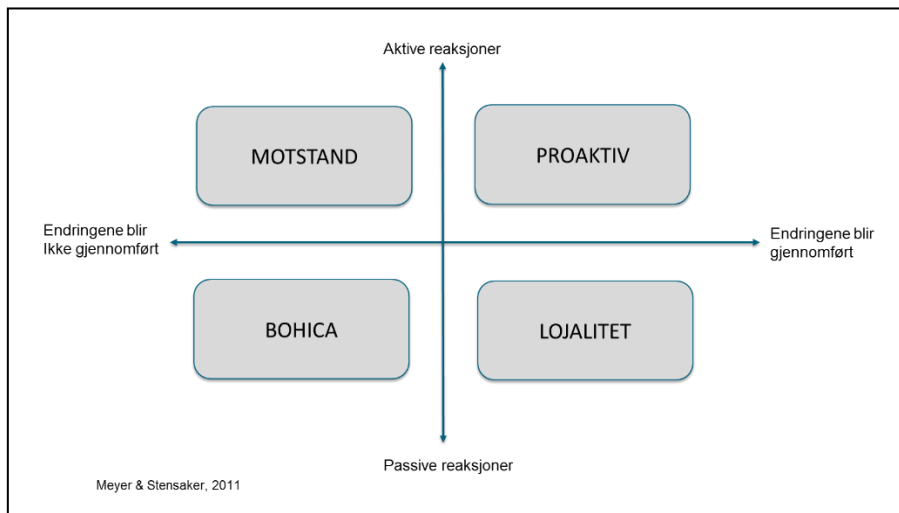 Aktive reaksjoner
MOTSTAND
PROAKTIV
Endringene blir
Ikke gjennomført
Endringene blir
gjennomført
BOHICA
LOJALITET
Passive reaksjoner
Meyer & Stensaker, 2011